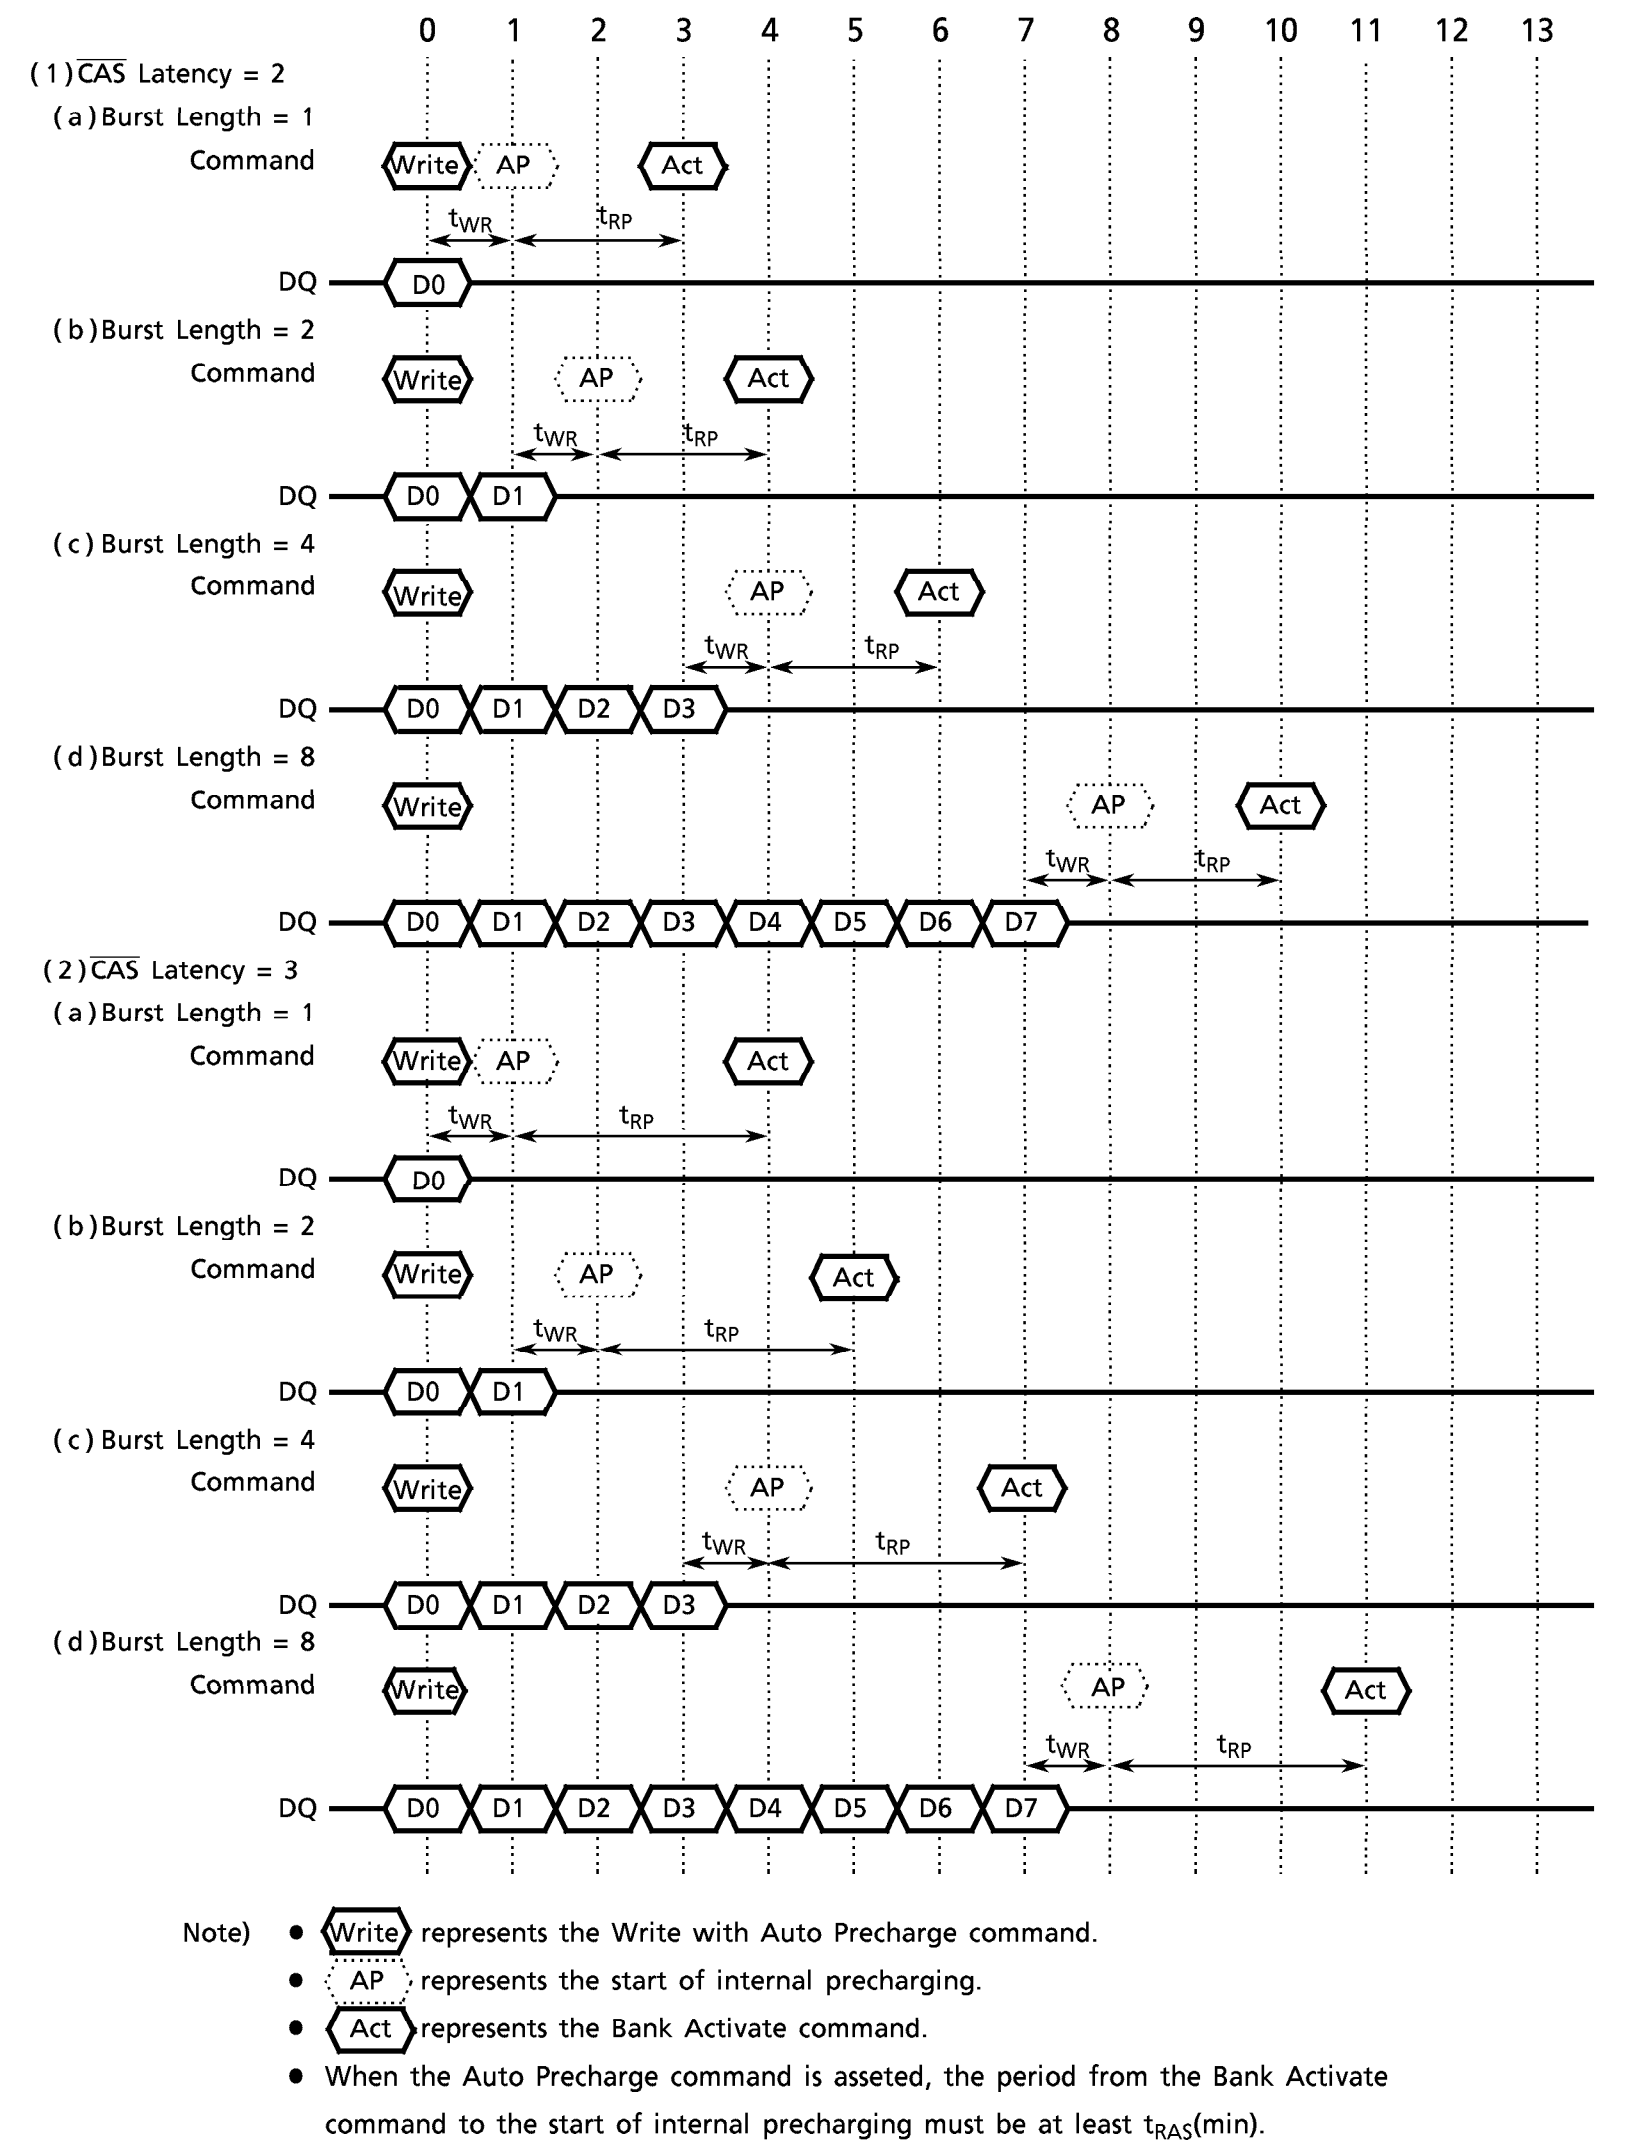 0 1 2 3 4 5 6 7 8 9 10 11 12 13
(1) CAS Latency = 2
(a) Burst Length = 1
Command Write AP Act
tWR tRP
DQ D0
(b) Burst Length = 2
Command Write AP Act
tWR tRP
DQ D0 D1
(c) Burst Length = 4
Command Write AP Act
tWR tRP
DQ D0 D1 D2 D3
(d) Burst Length = 8
Command Write AP Act
tWR tRP
DQ D0 D1 D2 D3 D4 D5 D6 D7
(2) CAS Latency = 3
(a) Burst Length = 1
Command Write AP Act
tWR tRP
DQ D0
(b) Burst Length = 2
Command Write AP Act
tWR tRP
DQ D0 D1
(c) Burst Length = 4
Command Write AP Act
tWR tRP
DQ D0 D1 D2 D3
(d) Burst Length = 8
Command Write AP Act
tWR tRP
DQ D0 D1 D2 D3 D4 D5 D6 D7
Note) ● Write represents the Write with Auto Precharge command.
● AP represents the start of internal precharging.
● Act represents the Bank Activate command.
● When the Auto Precharge command is asseted, the period from the Bank Activate
command to the start of internal precharging must be at least tRAS(min).